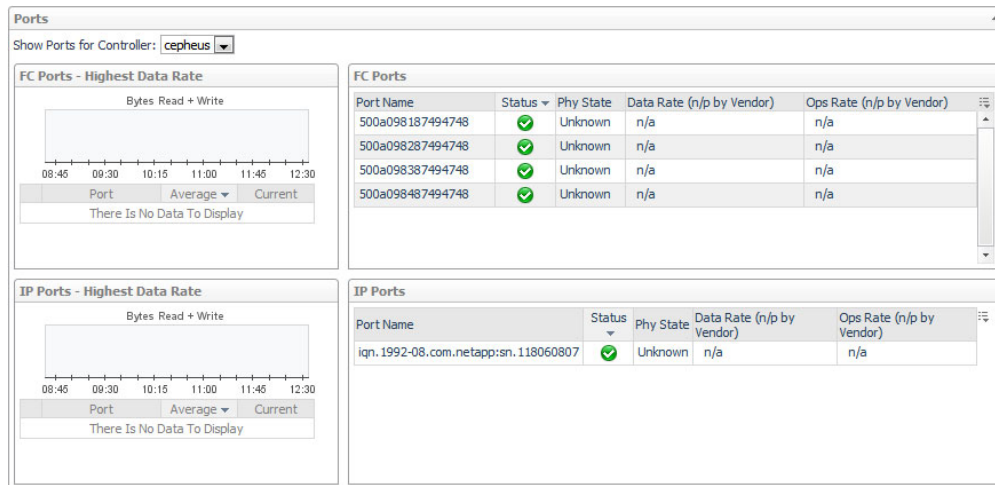 Ports
Show Ports for Controller: cepheus
FC Ports - Highest Data Rate
Bytes Read + Write
08:45 09:30 10:15 11:00 11:45 12:30
Port Average Current
There Is No Data To Display
FC Ports
Port Name Status Phy State Data Rate (n/p by Vendor) Ops Rate (n/p by Vendor)
500a098187494748 Unknown n/a n/a
500a098287494748 Unknown n/a n/a
500a098387494748 Unknown n/a n/a
500a098487494748 Unknown n/a n/a
IP Ports - Highest Data Rate
Bytes Read + Write
08:45 09:30 10:15 11:00 11:45 12:30
Port Average Current
There Is No Data To Display
IP Ports
Port Name Status Phy State Data Rate (n/p by Vendor) Ops Rate (n/p by Vendor)
iqn.1992-08.com.netapp:sn.118060807 Unknown n/a n/a